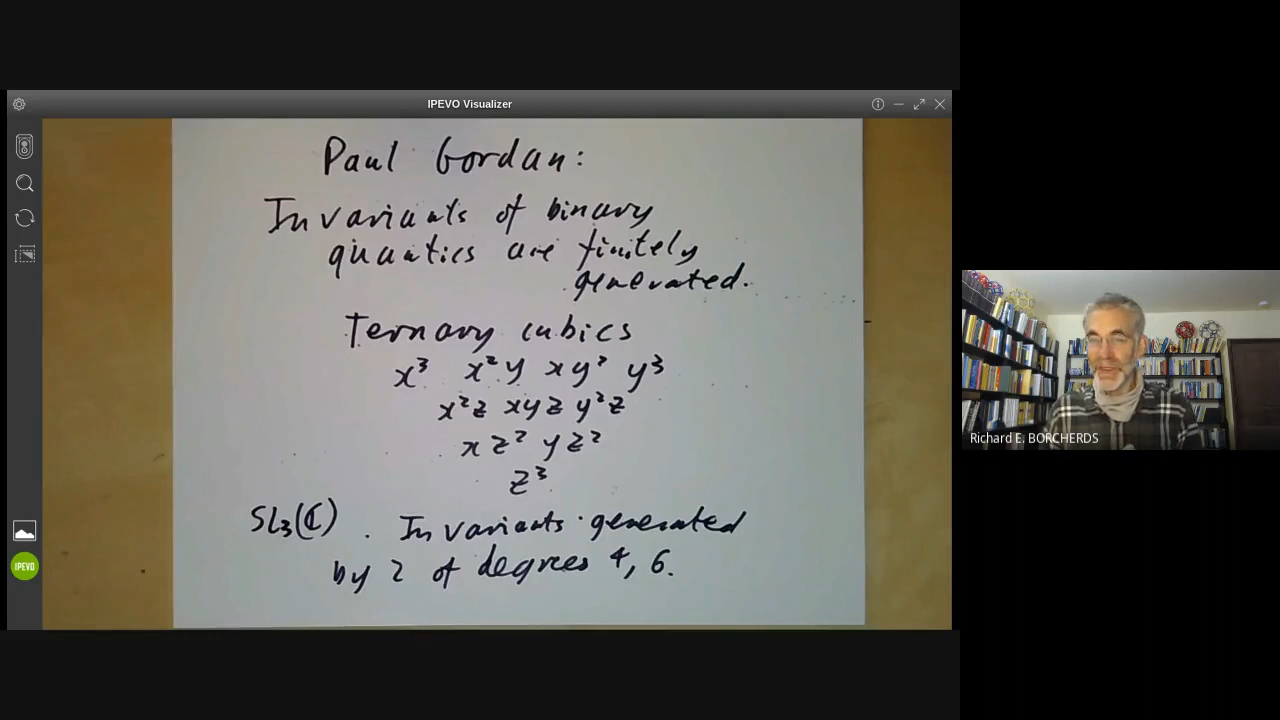 IPEVO Visualizer
Paul Gordan:
Invariants of binary
quantics are finitely
generated.
Ternary cubics
x³ x²y xy² y³
x²z xyz y²z
xz² yz²
z³
SL₃(ℂ). Invariants generated
by 2 of degrees 4, 6.
IPEVO
Richard E. BORCHERDS